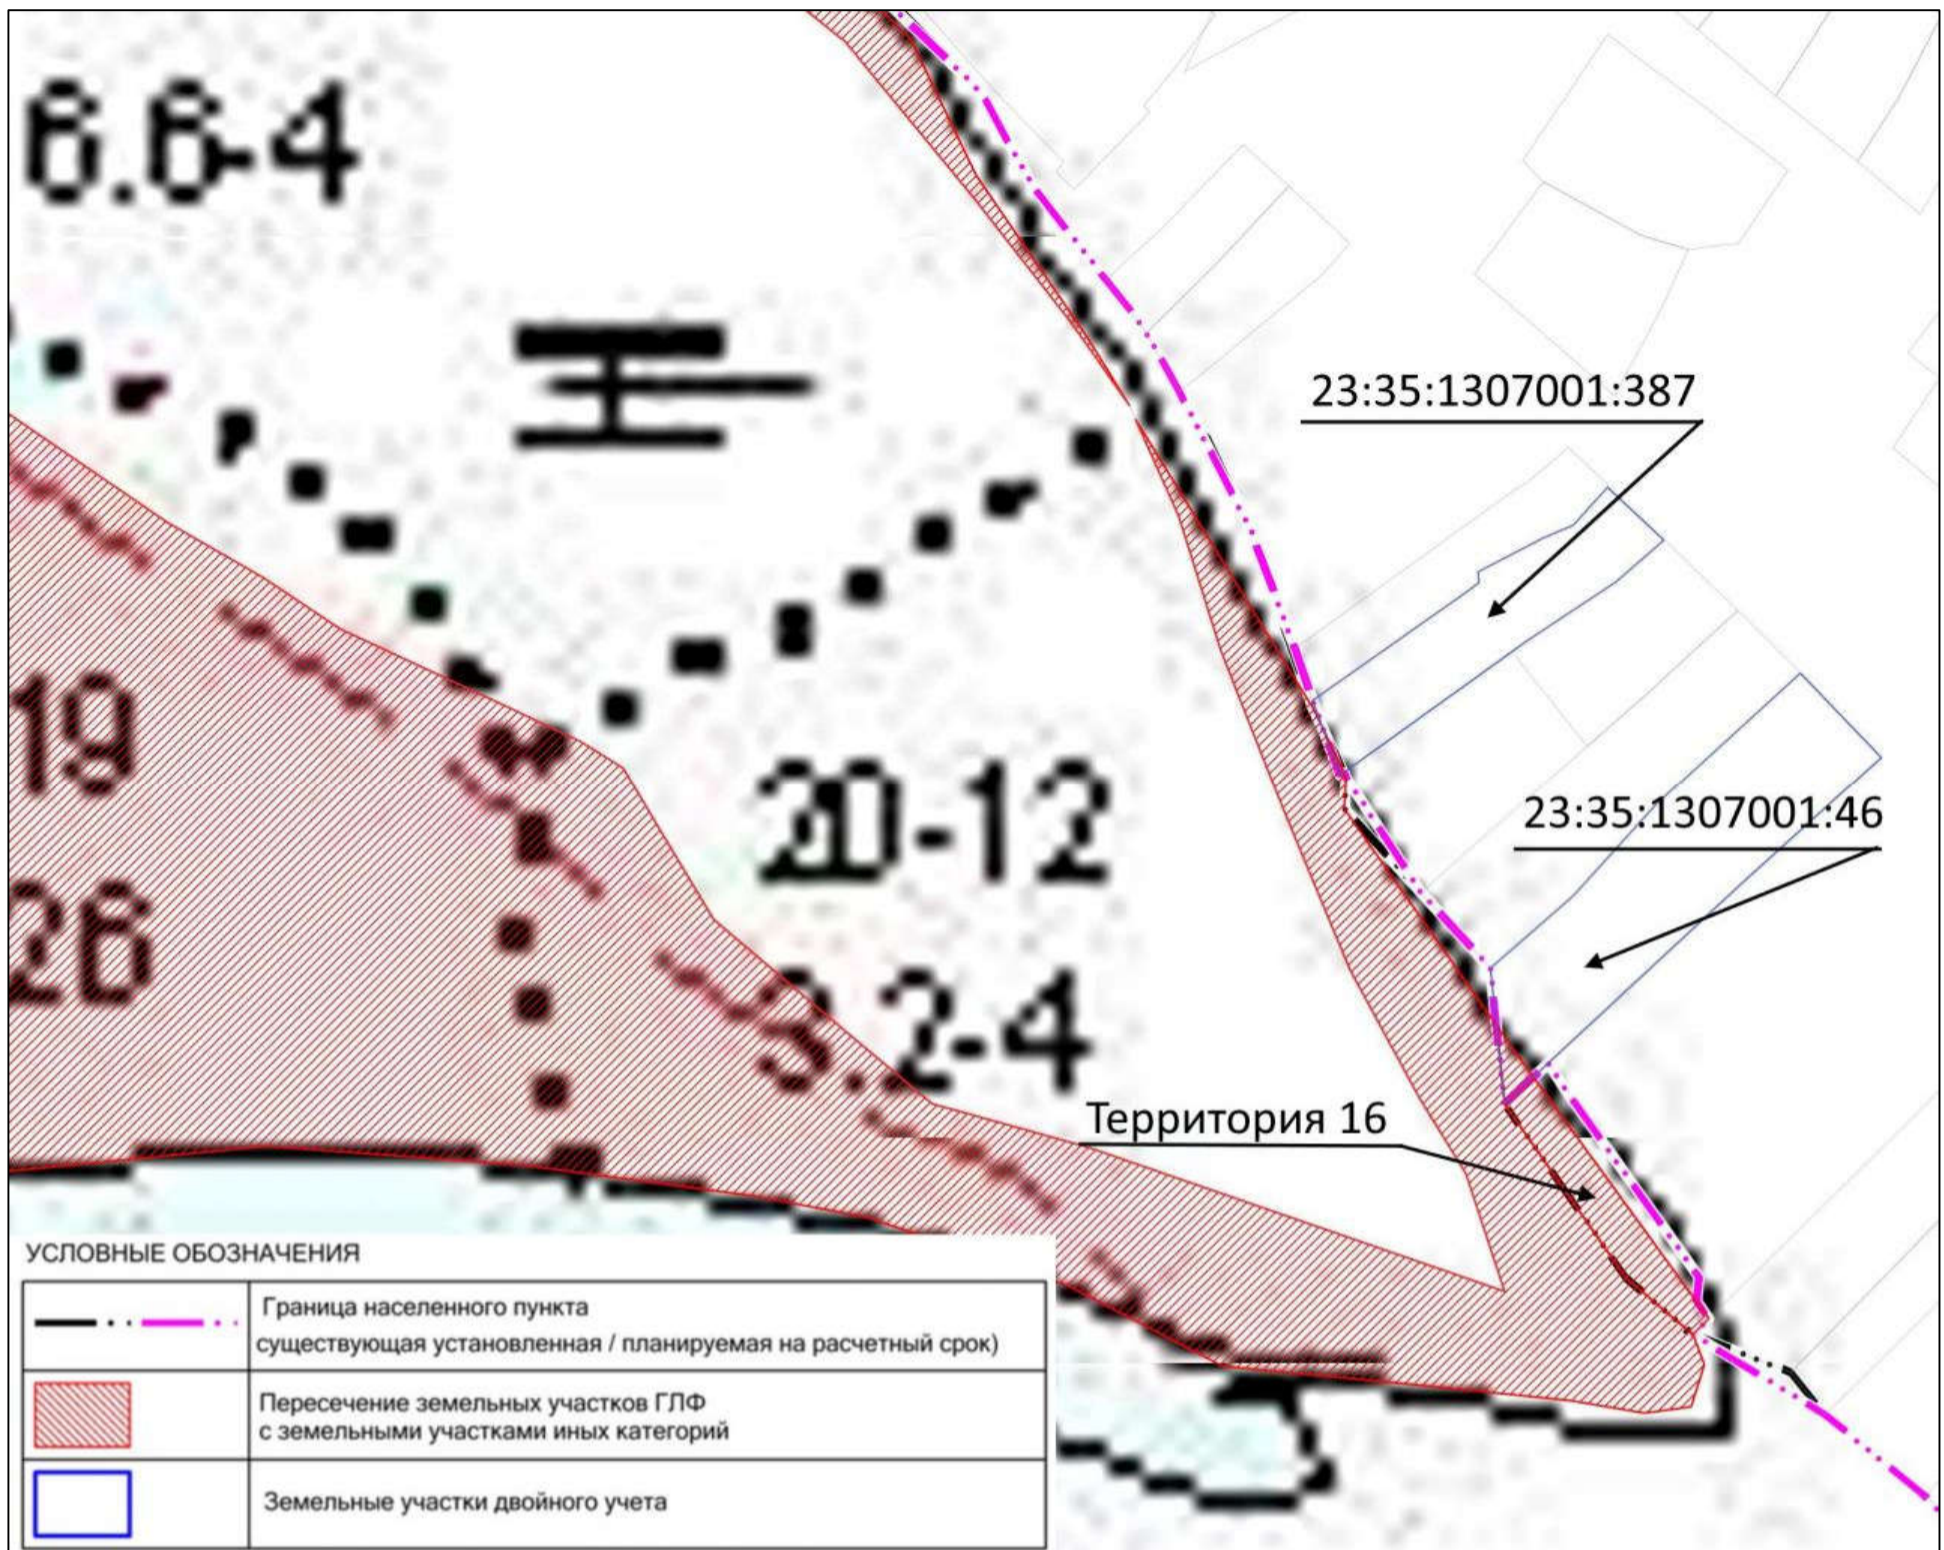 6.6-4
23:35:1307001:387
19
20-12
23:35:1307001:46
26
3.2-4
Территория 16
УСЛОВНЫЕ ОБОЗНАЧЕНИЯ
Граница населенного пункта
существующая установленная / планируемая на расчетный срок)
Пересечение земельных участков ГЛФ
с земельными участками иных категорий
Земельные участки двойного учета